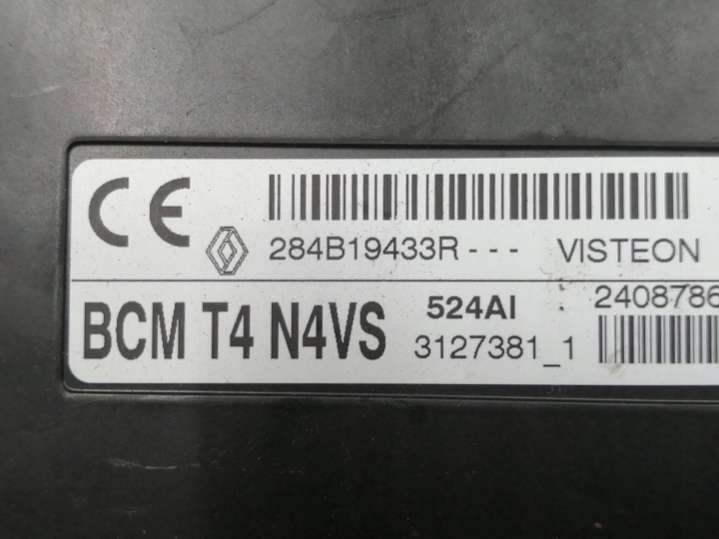 CE
284B19433R - - - VISTEON
BCM T4 N4VS
524AI . 2408786
3127381_1